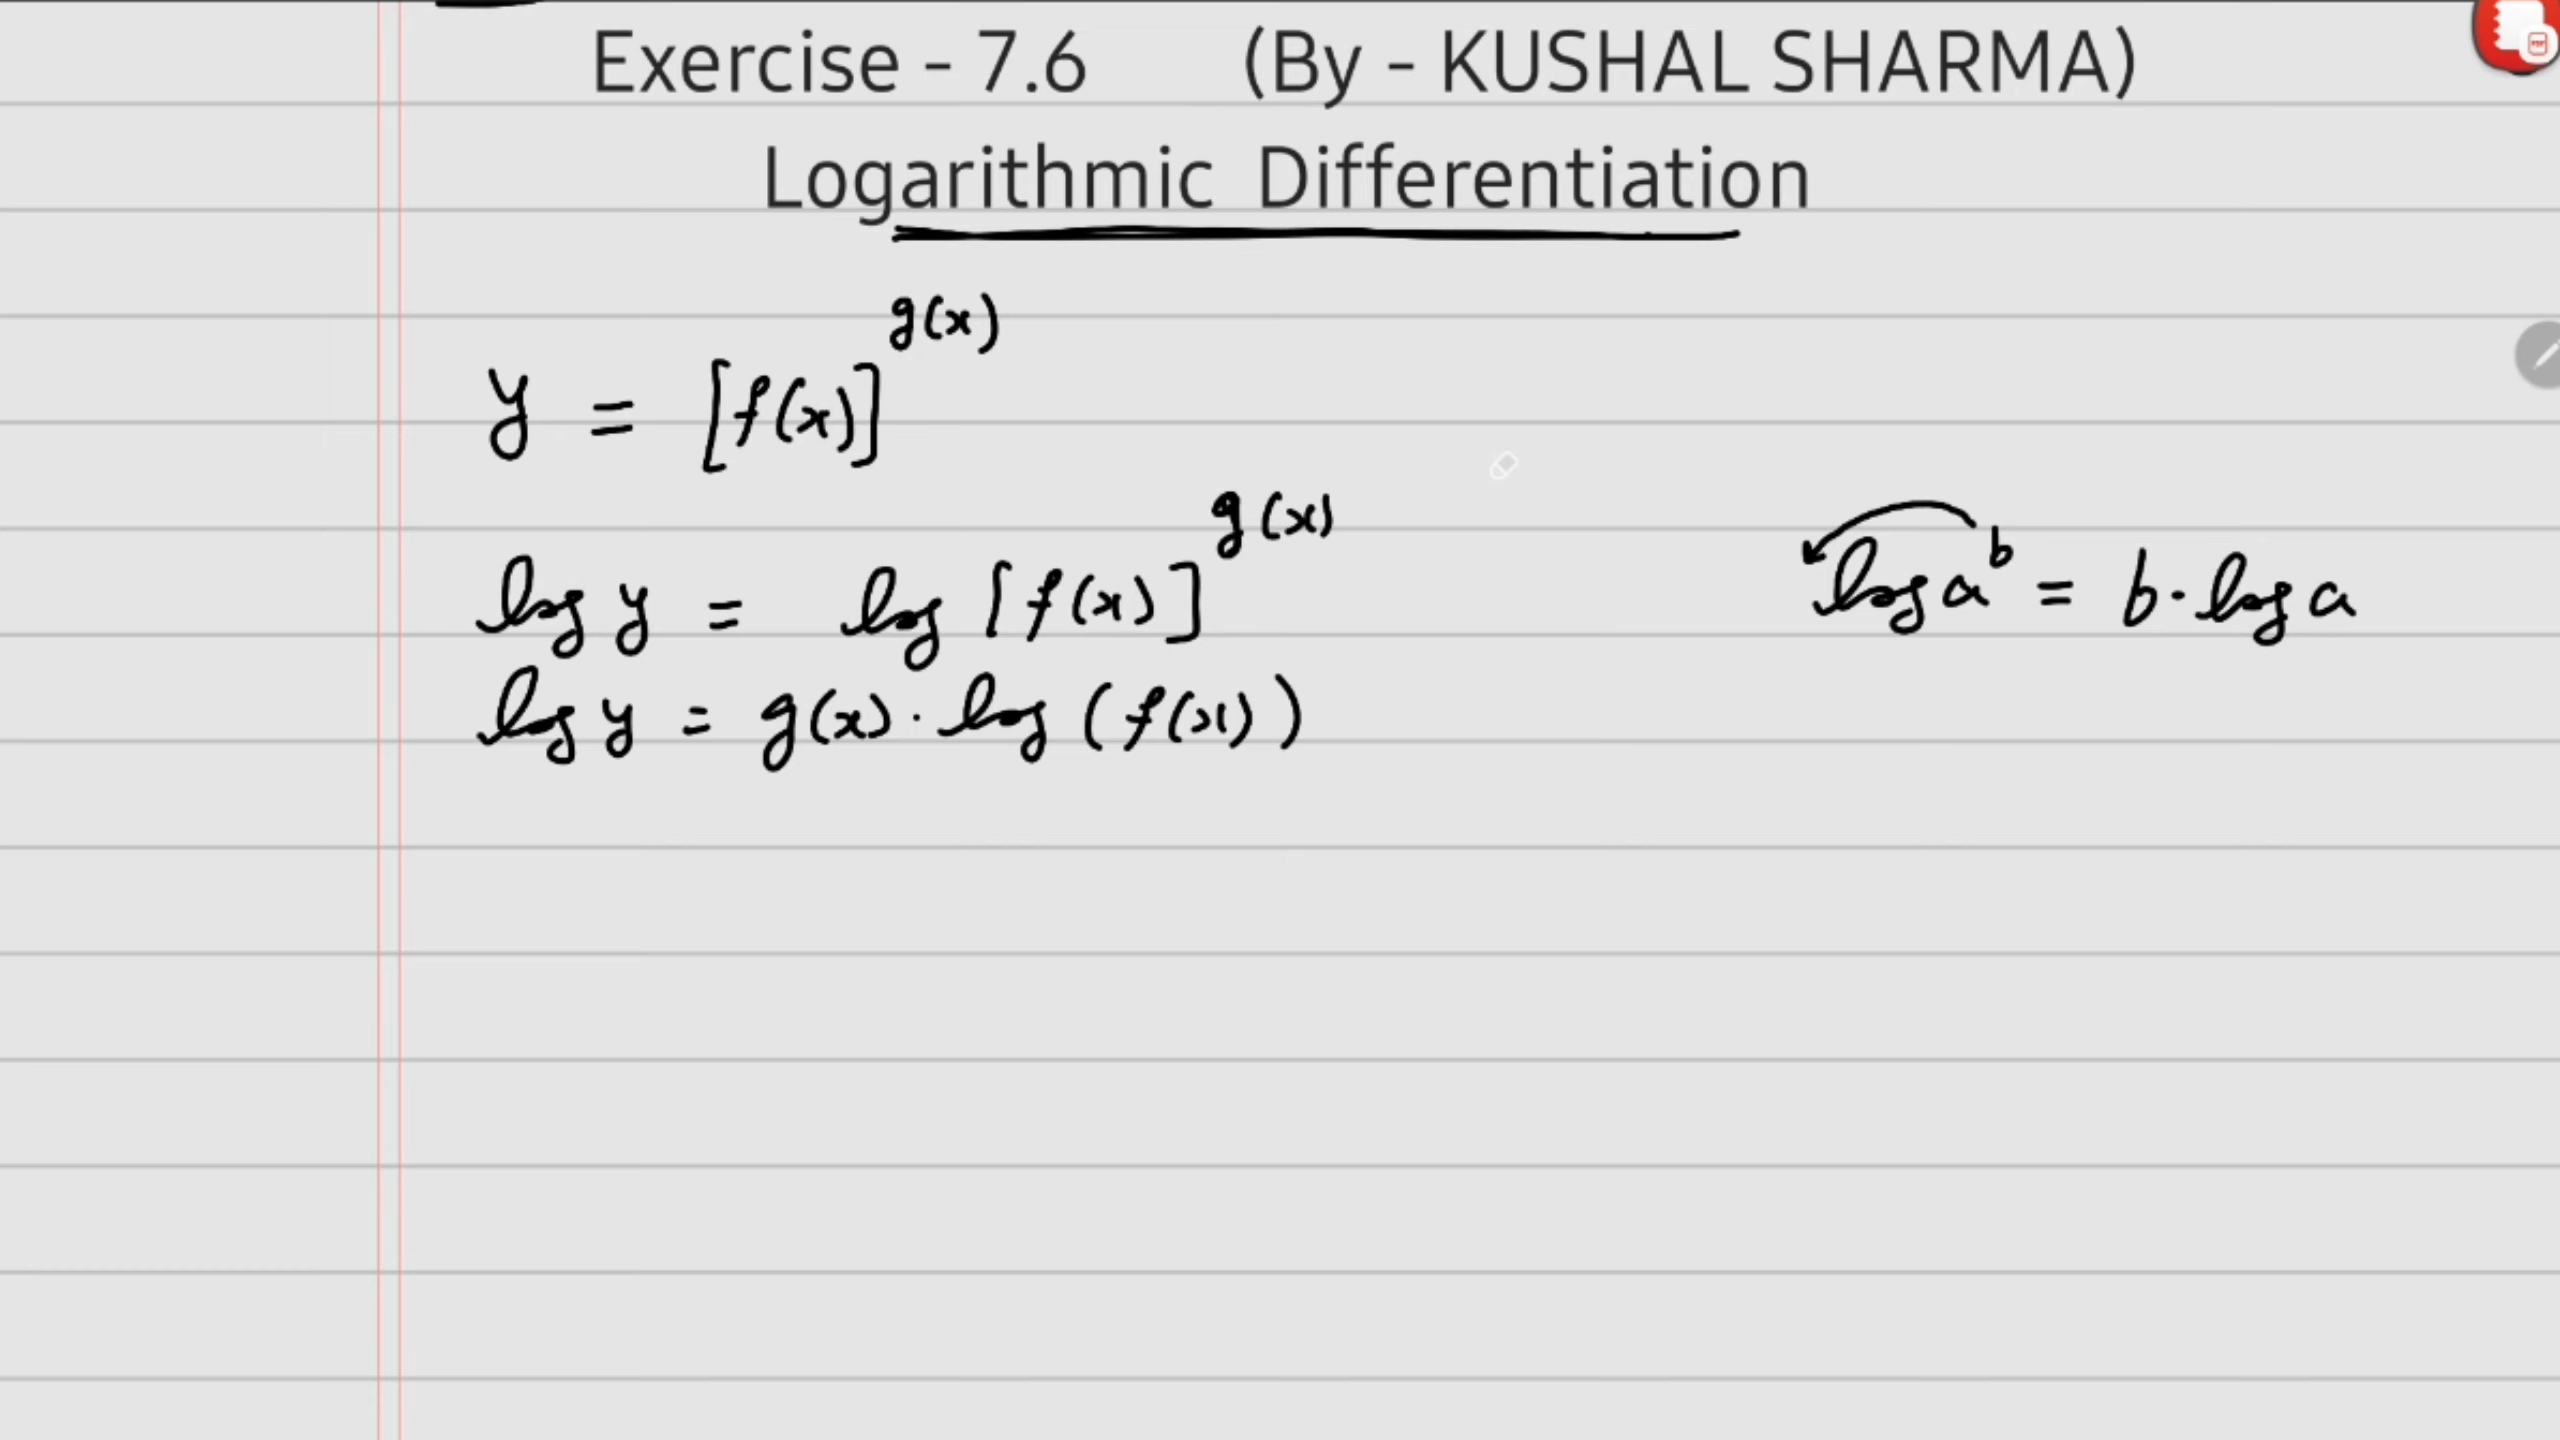 Exercise - 7.6 (By - KUSHAL SHARMA)
Logarithmic Differentiation
y = [f(x)]^g(x)
log y = log [f(x)]^g(x)
log a^b = b · log a
log y = g(x) · log (f(x))